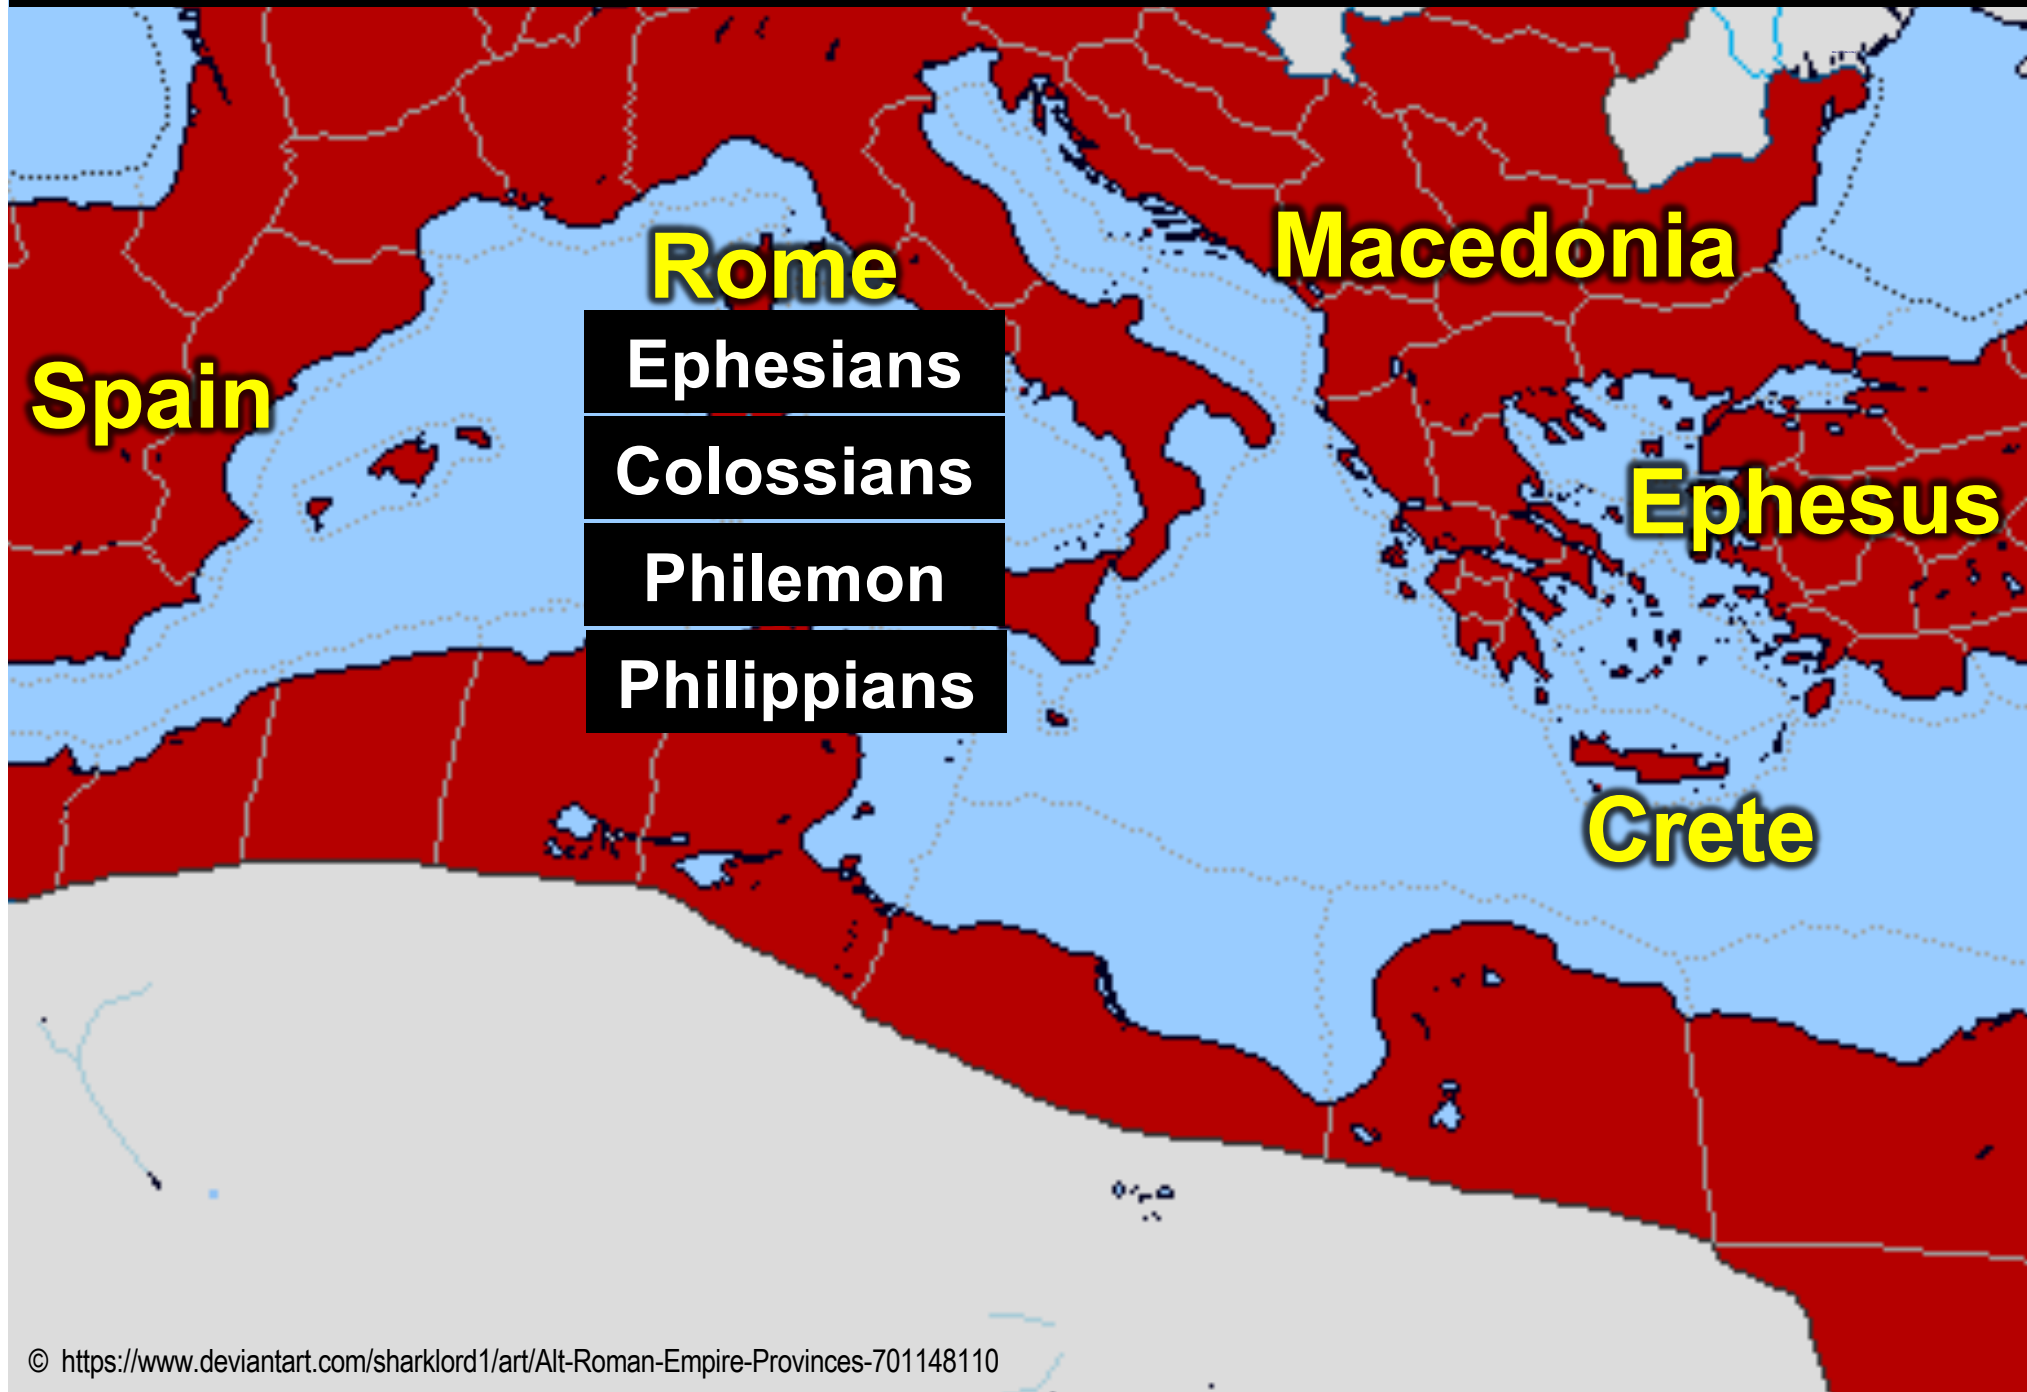 Macedonia
Rome
Ephesians
Spain
Colossians
Ephesus
Philemon
Philippians
Crete
© https://www.deviantart.com/sharklord1/art/Alt-Roman-Empire-Provinces-701148110